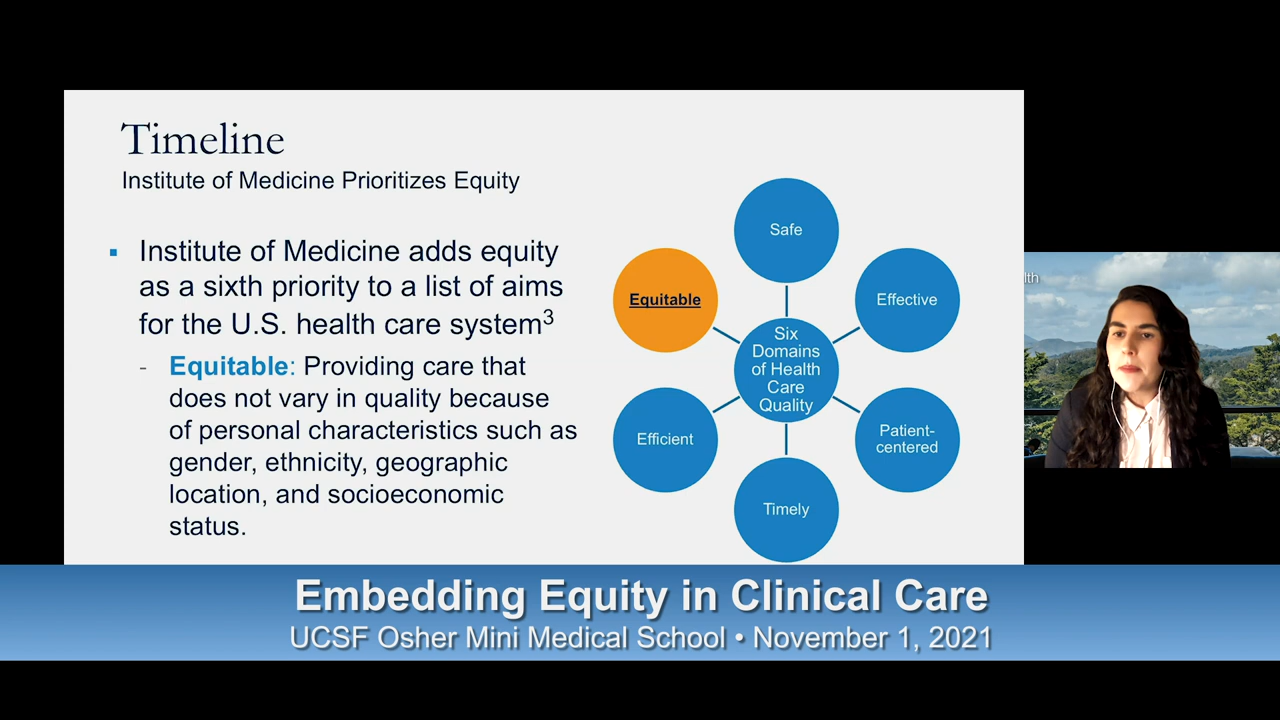 Timeline
Institute of Medicine Prioritizes Equity
▪ Institute of Medicine adds equity
as a sixth priority to a list of aims
for the U.S. health care system3
- Equitable: Providing care that
does not vary in quality because
of personal characteristics such as
gender, ethnicity, geographic
location, and socioeconomic
status.
Safe
Equitable
Effective
Six
Domains
of Health
Care
Quality
Efficient
Patient-
centered
Timely
lth
Embedding Equity in Clinical Care
UCSF Osher Mini Medical School • November 1, 2021